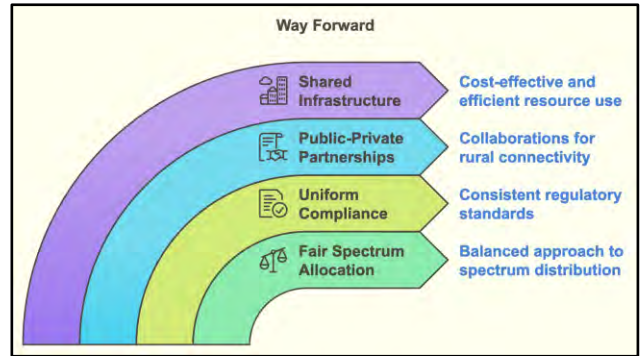 Way Forward
Shared
Infrastructure
Cost-effective and
efficient resource use
Public-Private
Partnerships
Collaborations for
rural connectivity
Uniform
Compliance
Consistent regulatory
standards
Fair Spectrum
Allocation
Balanced approach to
spectrum distribution